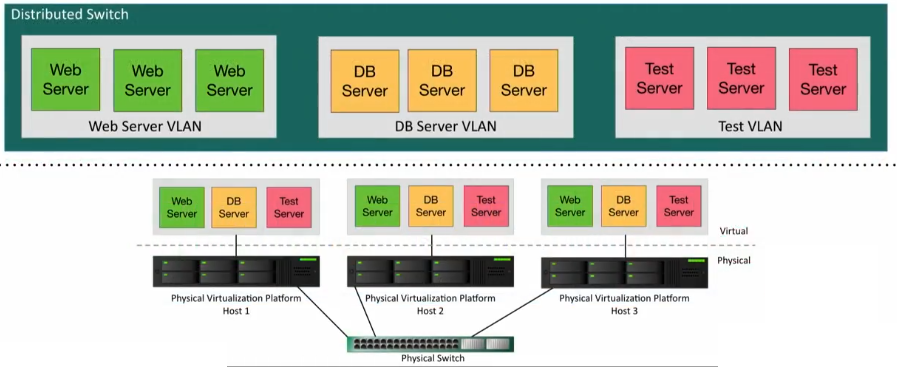 Distributed Switch
Web
Server
Web
Server
Web
Server
Web Server VLAN
DB
Server
DB
Server
DB
Server
DB Server VLAN
Test
Server
Test
Server
Test
Server
Test VLAN
Web
Server
DB
Server
Test
Server
Web
Server
DB
Server
Test
Server
Web
Server
DB
Server
Test
Server
Virtual
Physical
Physical Virtualization Platform
Host 1
Physical Virtualization Platform
Host 2
Physical Virtualization Platform
Host 3
Physical Switch